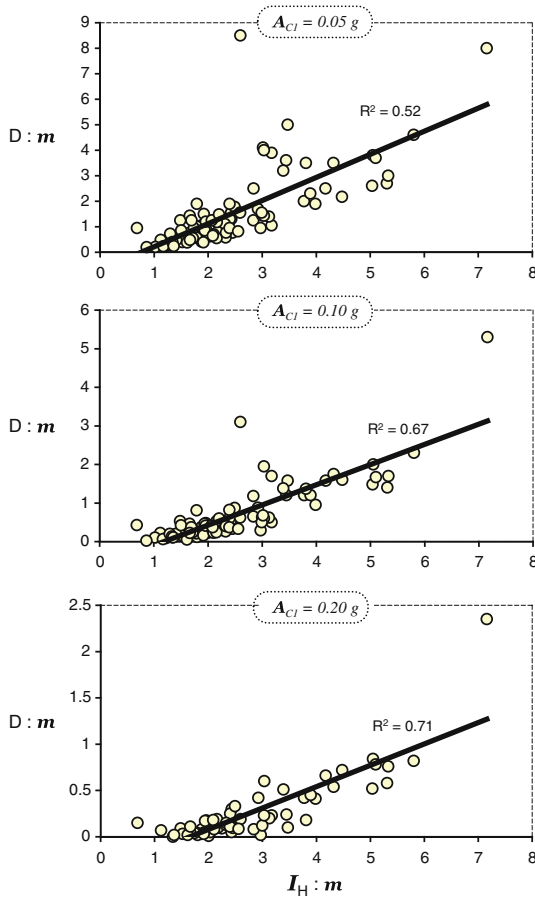 A_C1 = 0.05 g
9
8
7
6
5
4
3
2
1
0
D : m
R² = 0.52
0 1 2 3 4 5 6 7 8
A_C1 = 0.10 g
6
5
4
3
2
1
0
D : m
R² = 0.67
0 1 2 3 4 5 6 7 8
A_C1 = 0.20 g
2.5
2
1.5
1
0.5
0
D : m
R² = 0.71
0 1 2 3 4 5 6 7 8
I_H : m